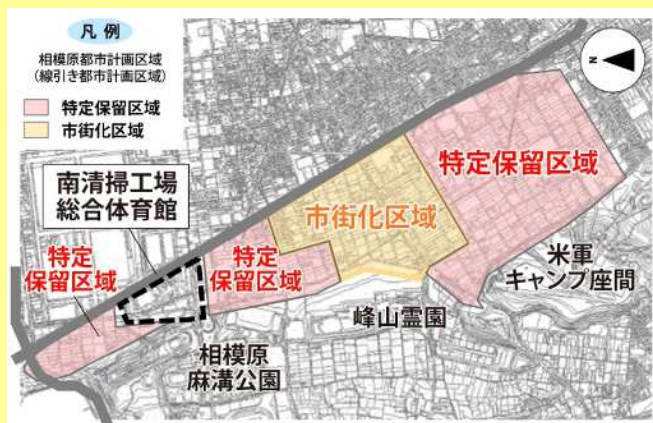 凡例
相模原都市計画区域
(線引き都市計画区域)
特定保留区域
市街化区域
N
南清掃工場
総合体育館
特定
保留区域
特定
保留区域
市街化区域
特定保留区域
米軍
キャンプ座間
峰山霊園
相模原
麻溝公園